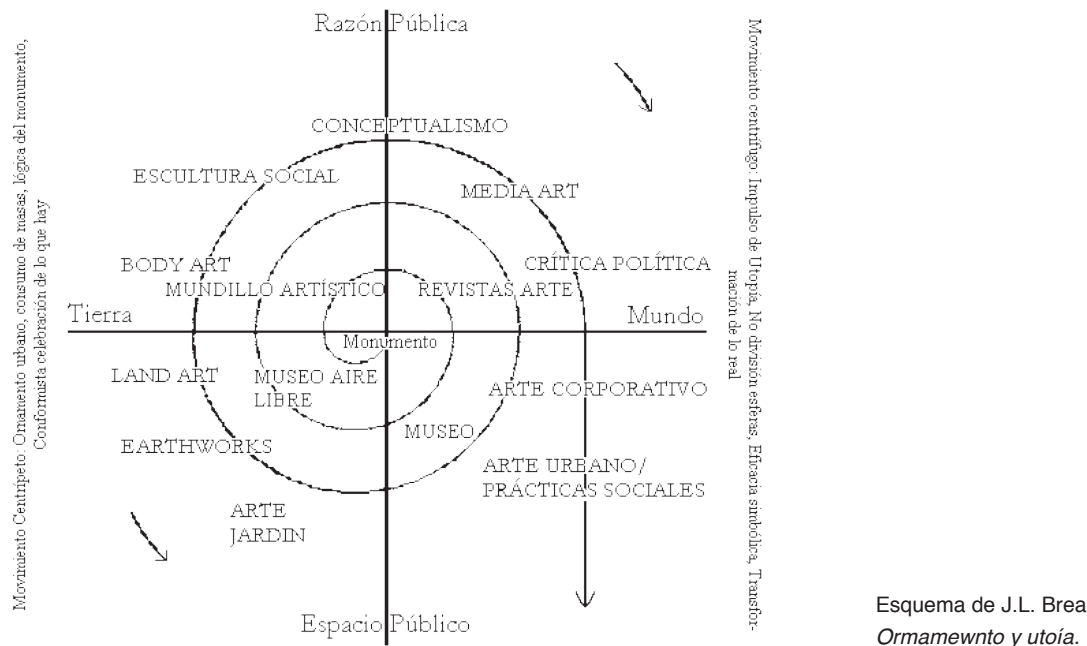 Razón Pública
CONCEPTUALISMO
ESCULTURA SOCIAL
MEDIA ART
BODY ART
CRÍTICA POLÍTICA
MUNDILLO ARTÍSTICO
REVISTAS ARTE
Tierra
Mundo
Monumento
LAND ART
MUSEO AIRE
LIBRE
ARTE CORPORATIVO
EARTHWORKS
MUSEO
ARTE URBANO/
PRÁCTICAS SOCIALES
ARTE
JARDIN
Espacio Público
Movimiento Centrípeto: Ornamento urbano, consumo de masas, lógica del monumento,
Conformista celebración de lo que hay
Movimiento centrífugo: Impulso de Utopía, No división esferas, Eficacia simbólica, Transfor-
mación de lo real
Esquema de J.L. Brea
Ormamewnto y utoía.